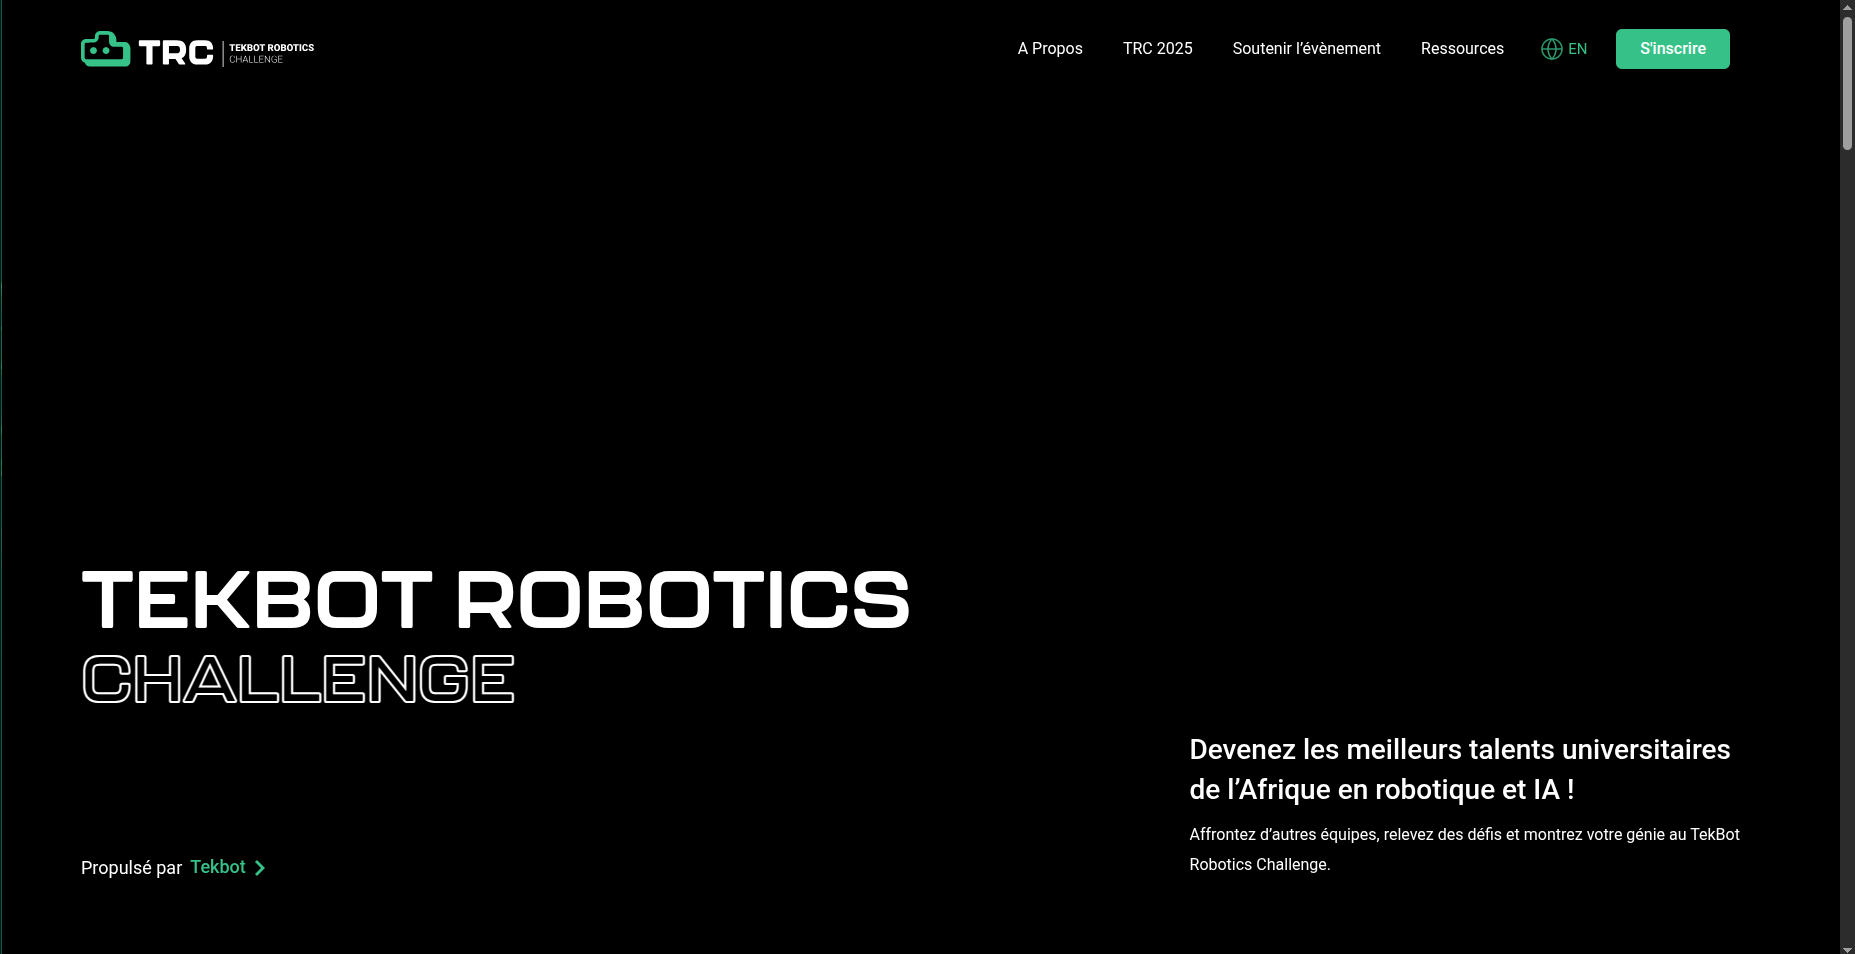 TRC
TEKBOT ROBOTICS
CHALLENGE
A Propos
TRC 2025
Soutenir l’évènement
Ressources
EN
S'inscrire
TEKBOT ROBOTICS
CHALLENGE
Devenez les meilleurs talents universitaires
de l’Afrique en robotique et IA !
Affrontez d’autres équipes, relevez des défis et montrez votre génie au TekBot
Robotics Challenge.
Propulsé par Tekbot